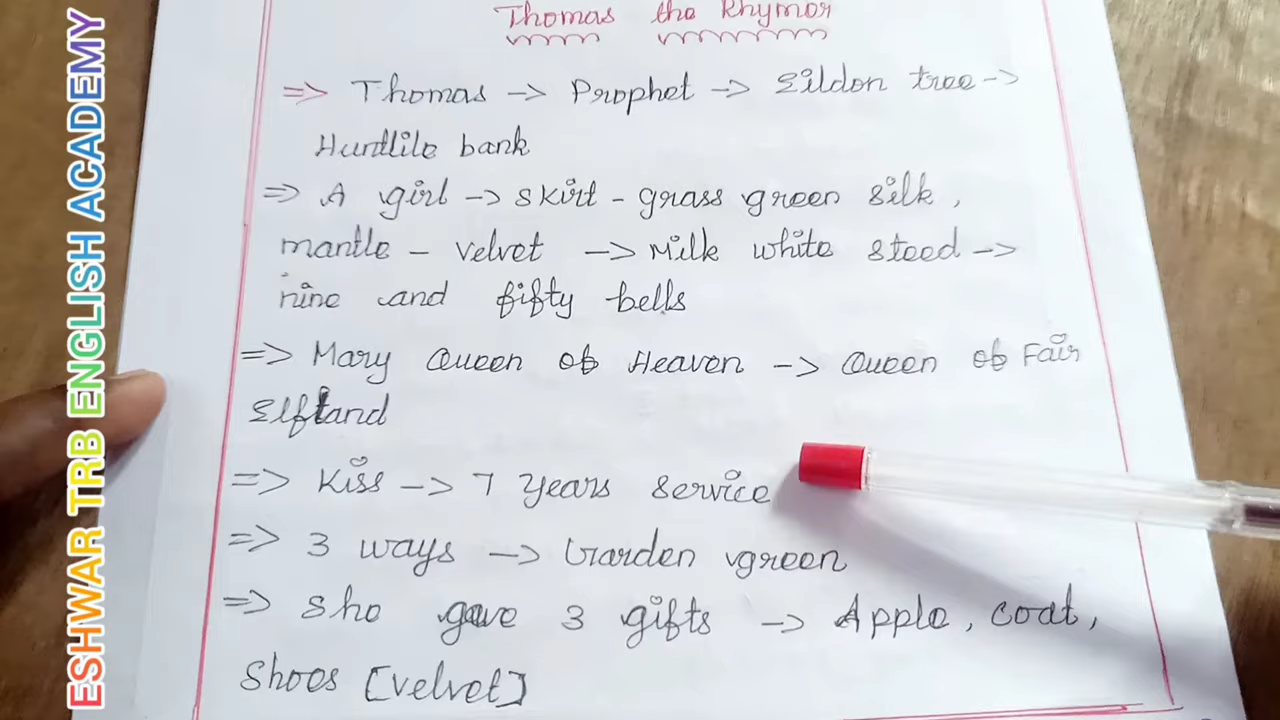 Thomas the Rhymer
=> Thomas -> Prophet -> Eildon tree ->
Huntlile bank
=> A girl -> skirt - grass green silk,
mantle - velvet -> Milk white steed ->
nine and fifty bells
=> Mary Queen of Heaven -> Queen of Fair
Elfland
=> Kiss -> 7 years service
=> 3 ways -> Garden green
=> She gave 3 gifts -> Apple, coat,
Shoes [velvet]
ESHWAR TRB ENGLISH ACADEMY